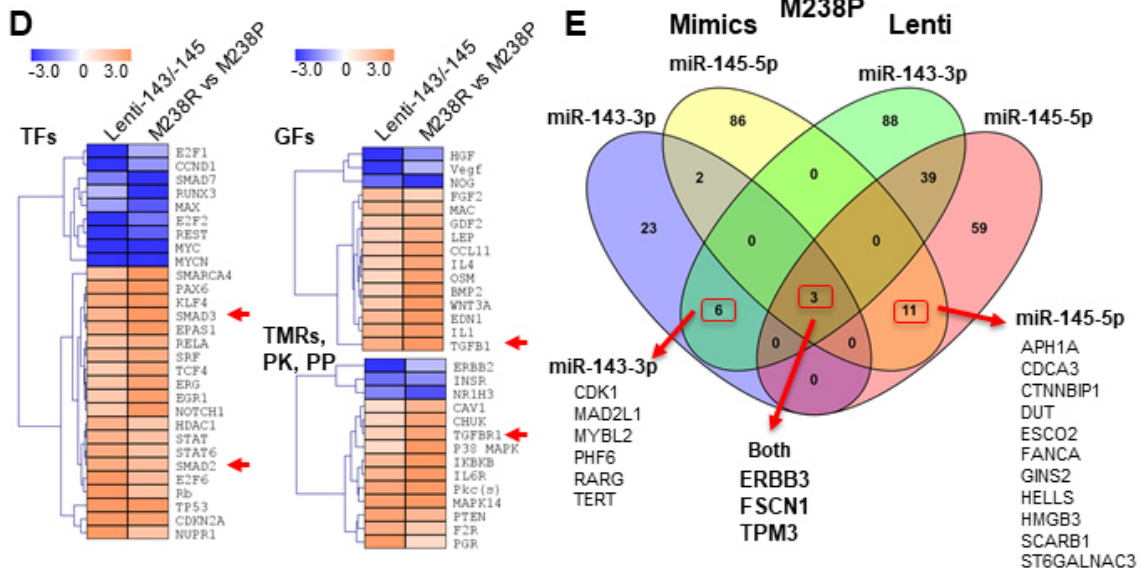 D
-3.0 0 3.0
Lenti-143/-145
M238R vs M238P
TFs
E2F1
CCND1
SMAD7
RUNX3
MAX
E2F2
REST
MYC
MYCN
SMARCA4
PAX6
KLF4
SMAD3
EPAS1
RELA
SRF
TCF4
ERG
EGR1
NOTCH1
HDAC1
STAT
STAT6
SMAD2
E2F6
Rb
TP53
CDKN2A
NUPR1
-3.0 0 3.0
Lenti-143/-145
M238R vs M238P
GFs
HGF
Vegf
NOG
FGF2
MAC
GDF2
LEP
CCL11
IL4
OSM
BMP2
WNT3A
EDN1
IL1
TGFB1
TMRs,
PK, PP
ERBB2
INSR
NR1H3
CAV1
CHUK
TGFBR1
P38 MAPK
IKBKB
IL6R
Pkc(s)
MAPK14
PTEN
F2R
PGR
E
M238P
Mimics Lenti
miR-145-5p
miR-143-3p
miR-143-3p
miR-145-5p
86
88
2
0
39
23
0
0
59
6
3
11
0
0
0
miR-143-3p
CDK1
MAD2L1
MYBL2
PHF6
RARG
TERT
Both
ERBB3
FSCN1
TPM3
miR-145-5p
APH1A
CDCA3
CTNNBIP1
DUT
ESCO2
FANCA
GINS2
HELLS
HMGB3
SCARB1
ST6GALNAC3